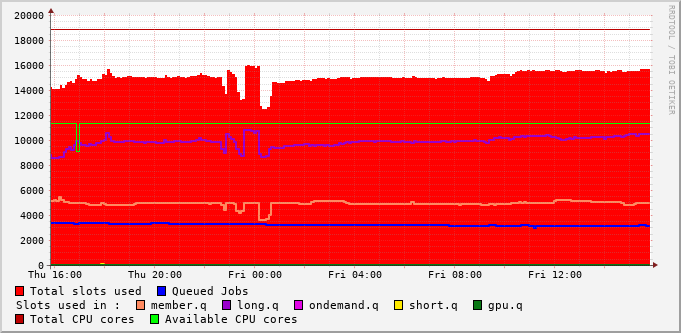 20000
18000
16000
14000
12000
10000
8000
6000
4000
2000
0
Thu 16:00 Thu 20:00 Fri 00:00 Fri 04:00 Fri 08:00 Fri 12:00
Total slots used Queued Jobs
Slots used in : member.q long.q ondemand.q short.q gpu.q
Total CPU cores Available CPU cores
RRDTOOL / TOBI OETIKER